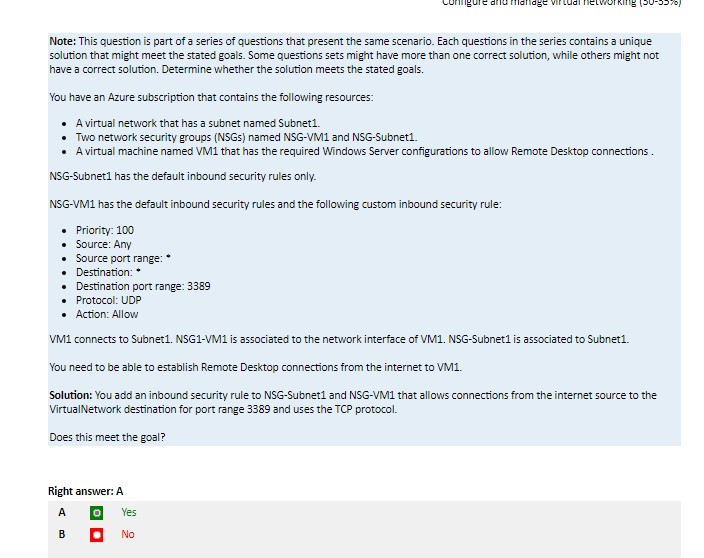 Configure and manage virtual networking (30-35%)
Note: This question is part of a series of questions that present the same scenario. Each questions in the series contains a unique
solution that might meet the stated goals. Some questions sets might have more than one correct solution, while others might not
have a correct solution. Determine whether the solution meets the stated goals.
You have an Azure subscription that contains the following resources:
• A virtual network that has a subnet named Subnet1.
• Two network security groups (NSGs) named NSG-VM1 and NSG-Subnet1.
• A virtual machine named VM1 that has the required Windows Server configurations to allow Remote Desktop connections .
NSG-Subnet1 has the default inbound security rules only.
NSG-VM1 has the default inbound security rules and the following custom inbound security rule:
• Priority: 100
• Source: Any
• Source port range: *
• Destination: *
• Destination port range: 3389
• Protocol: UDP
• Action: Allow
VM1 connects to Subnet1. NSG1-VM1 is associated to the network interface of VM1. NSG-Subnet1 is associated to Subnet1.
You need to be able to establish Remote Desktop connections from the internet to VM1.
Solution: You add an inbound security rule to NSG-Subnet1 and NSG-VM1 that allows connections from the internet source to the
VirtualNetwork destination for port range 3389 and uses the TCP protocol.
Does this meet the goal?
Right answer: A
A Yes
B No